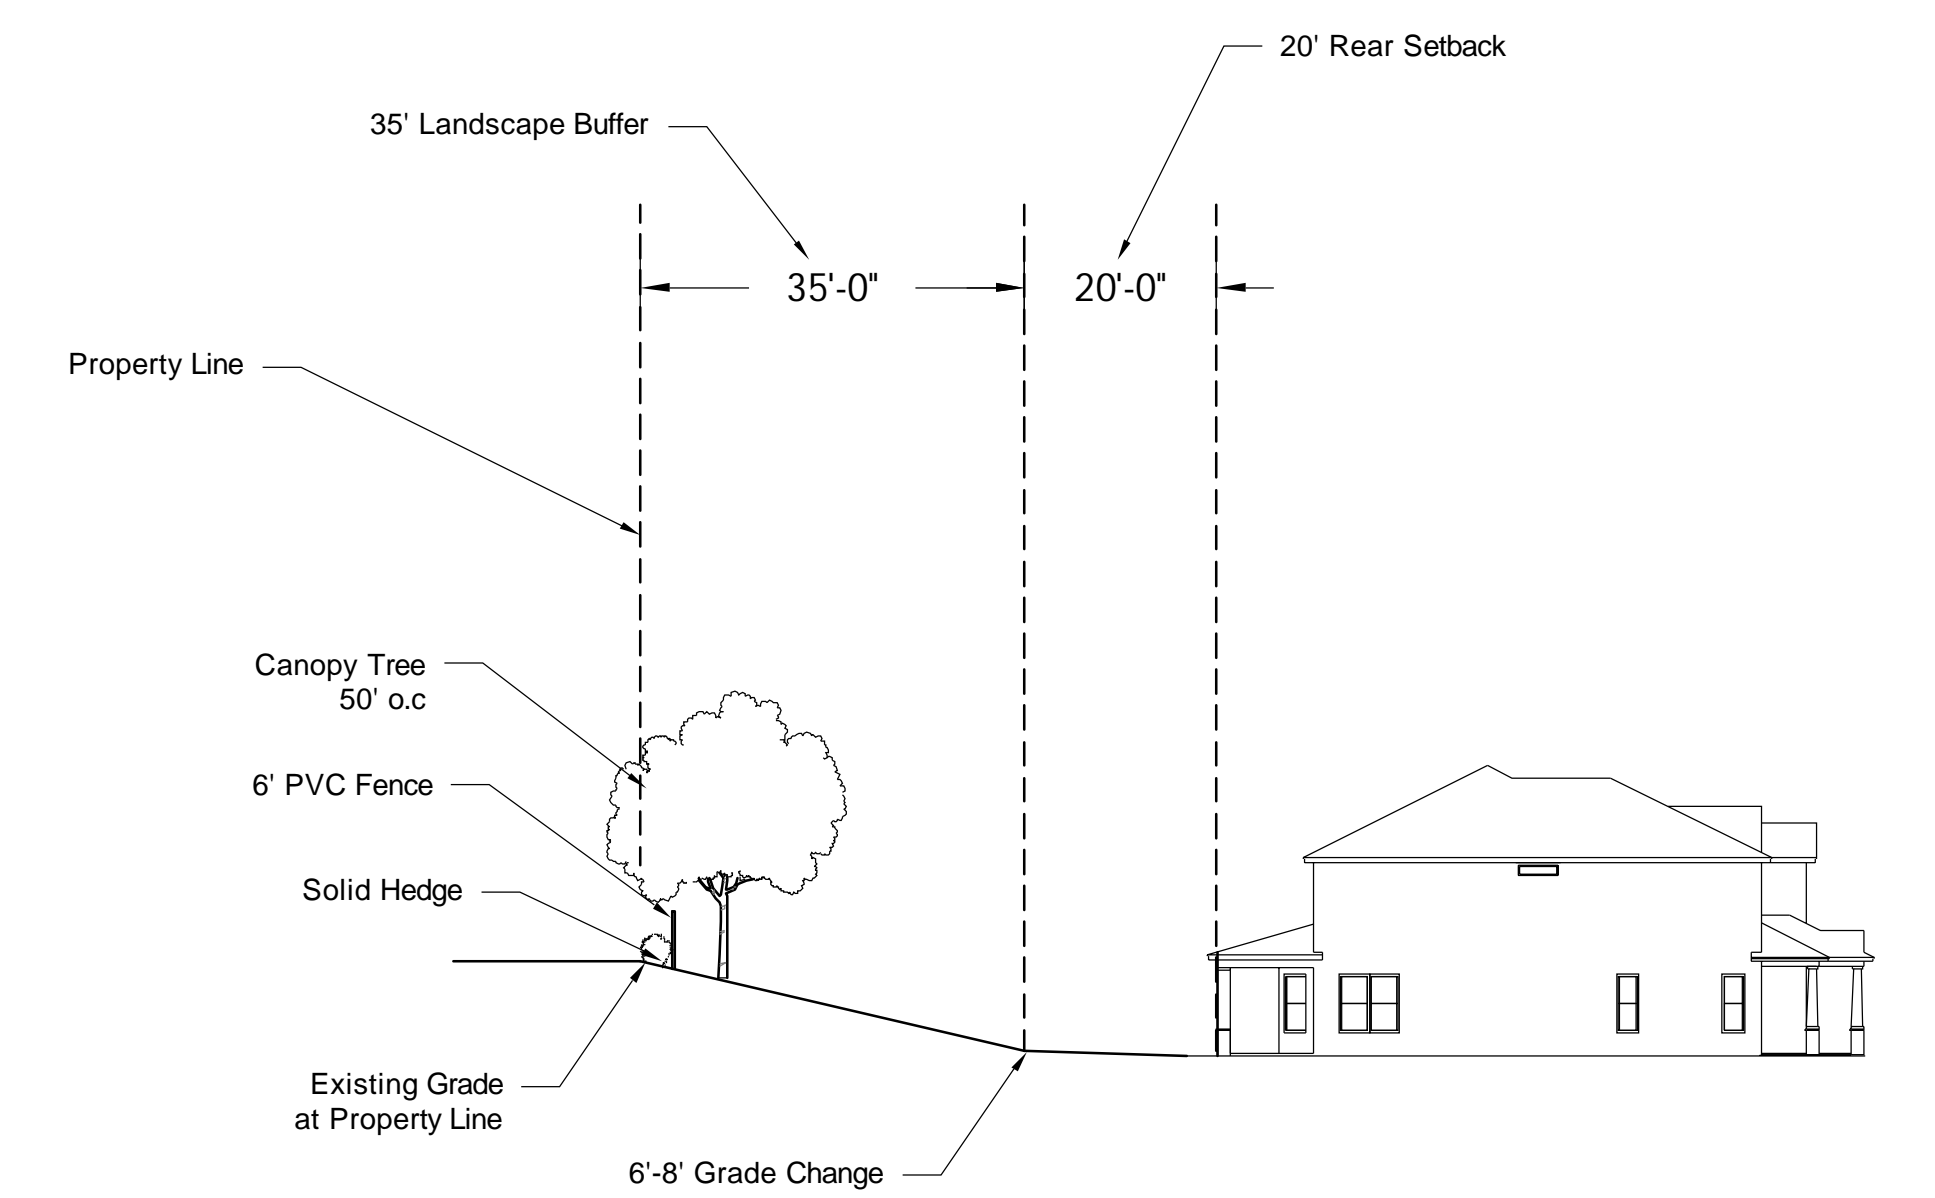 20' Rear Setback
35' Landscape Buffer
35'-0"
20'-0"
Property Line
Canopy Tree
50' o.c
6' PVC Fence
Solid Hedge
Existing Grade
at Property Line
6'-8' Grade Change